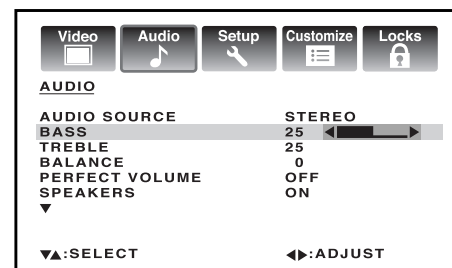 Video Audio Setup Customize Locks
AUDIO
AUDIO SOURCE STEREO
BASS 25
TREBLE 25
BALANCE 0
PERFECT VOLUME OFF
SPEAKERS ON
▼
▼▲:SELECT ◀▶:ADJUST